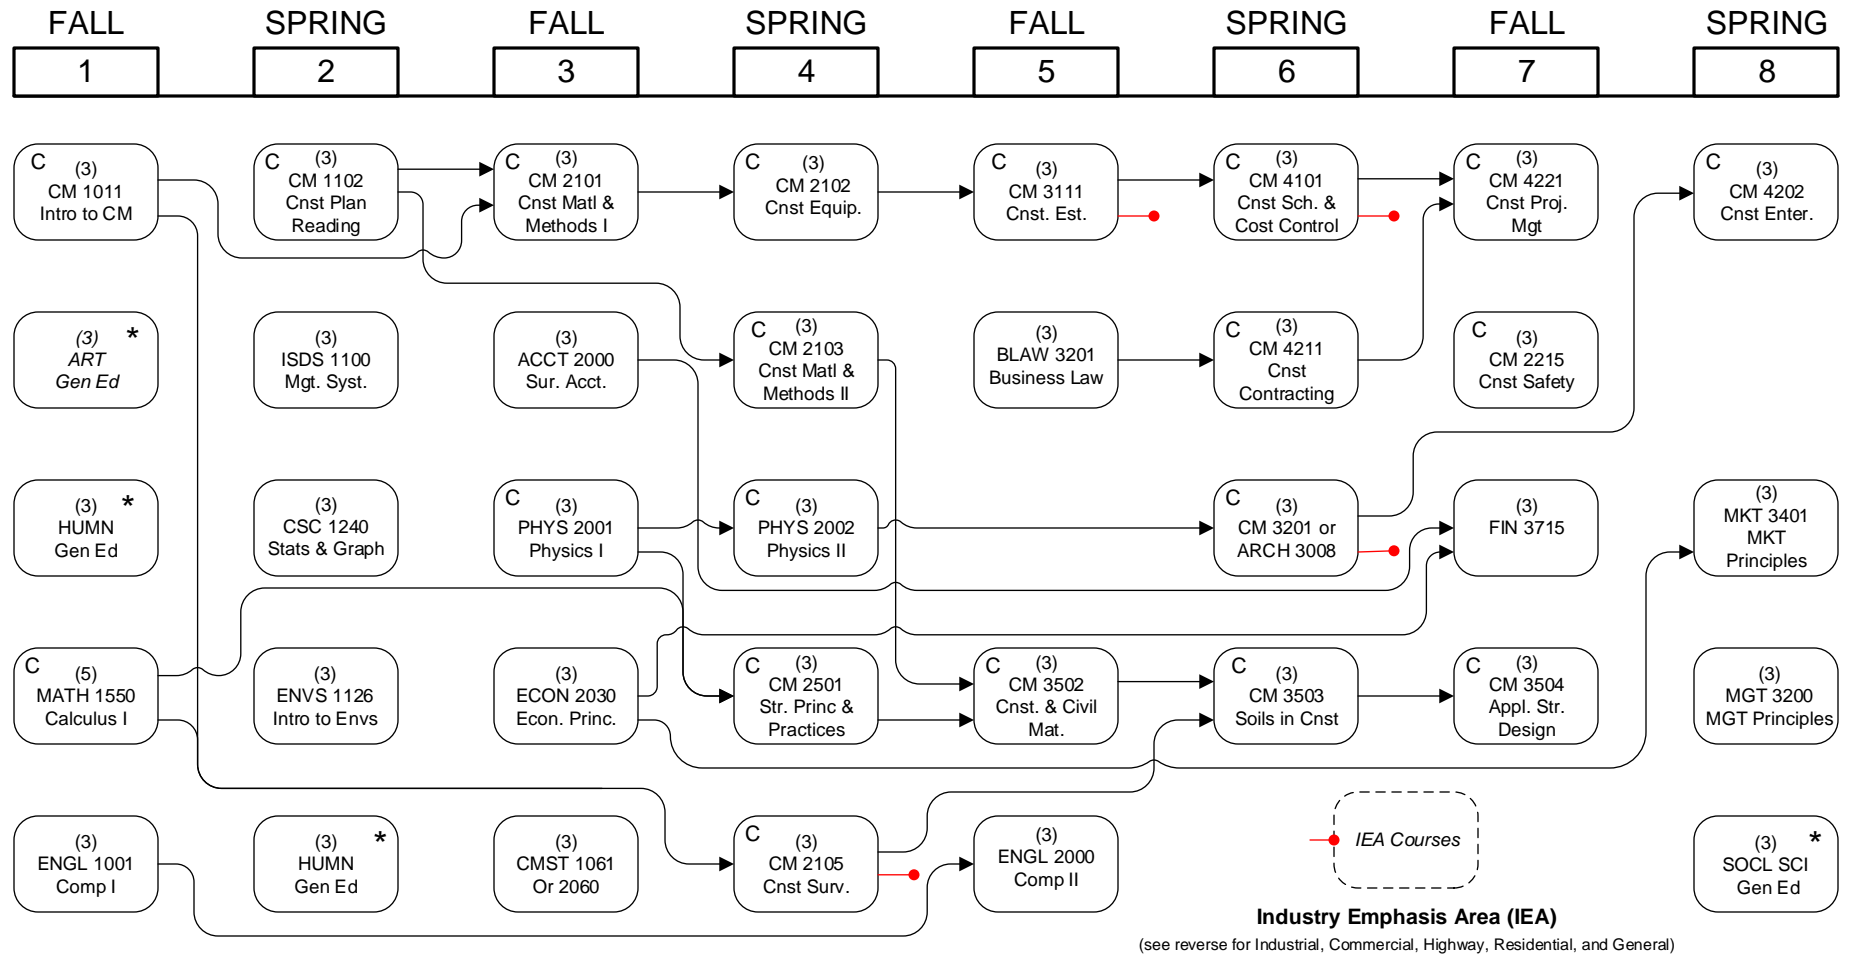 FALL
SPRING
FALL
SPRING
FALL
SPRING
FALL
SPRING
1
2
3
4
5
6
7
8
C (3)
CM 1011
Intro to CM
C (3)
CM 1102
Cnst Plan
Reading
C (3)
CM 2101
Cnst Matl &
Methods I
C (3)
CM 2102
Cnst Equip.
C (3)
CM 3111
Cnst. Est.
C (3)
CM 4101
Cnst Sch. &
Cost Control
C (3)
CM 4221
Cnst Proj.
Mgt
C (3)
CM 4202
Cnst Enter.
(3) *
ART
Gen Ed
(3)
ISDS 1100
Mgt. Syst.
(3)
ACCT 2000
Sur. Acct.
C (3)
CM 2103
Cnst Matl &
Methods II
(3)
BLAW 3201
Business Law
C (3)
CM 4211
Cnst
Contracting
C (3)
CM 2215
Cnst Safety
(3) *
HUMN
Gen Ed
(3)
CSC 1240
Stats & Graph
C (3)
PHYS 2001
Physics I
C (3)
PHYS 2002
Physics II
C (3)
CM 3201 or
ARCH 3008
(3)
FIN 3715
(3)
MKT 3401
MKT
Principles
C (5)
MATH 1550
Calculus I
(3)
ENVS 1126
Intro to Envs
(3)
ECON 2030
Econ. Princ.
C (3)
CM 2501
Str. Princ &
Practices
C (3)
CM 3502
Cnst. & Civil
Mat.
C (3)
CM 3503
Soils in Cnst
C (3)
CM 3504
Appl. Str.
Design
(3)
MGT 3200
MGT Principles
(3)
ENGL 1001
Comp I
(3) *
HUMN
Gen Ed
(3)
CMST 1061
Or 2060
C (3)
CM 2105
Cnst Surv.
(3)
ENGL 2000
Comp II
IEA Courses
(3) *
SOCL SCI
Gen Ed
Industry Emphasis Area (IEA)
(see reverse for Industrial, Commercial, Highway, Residential, and General)